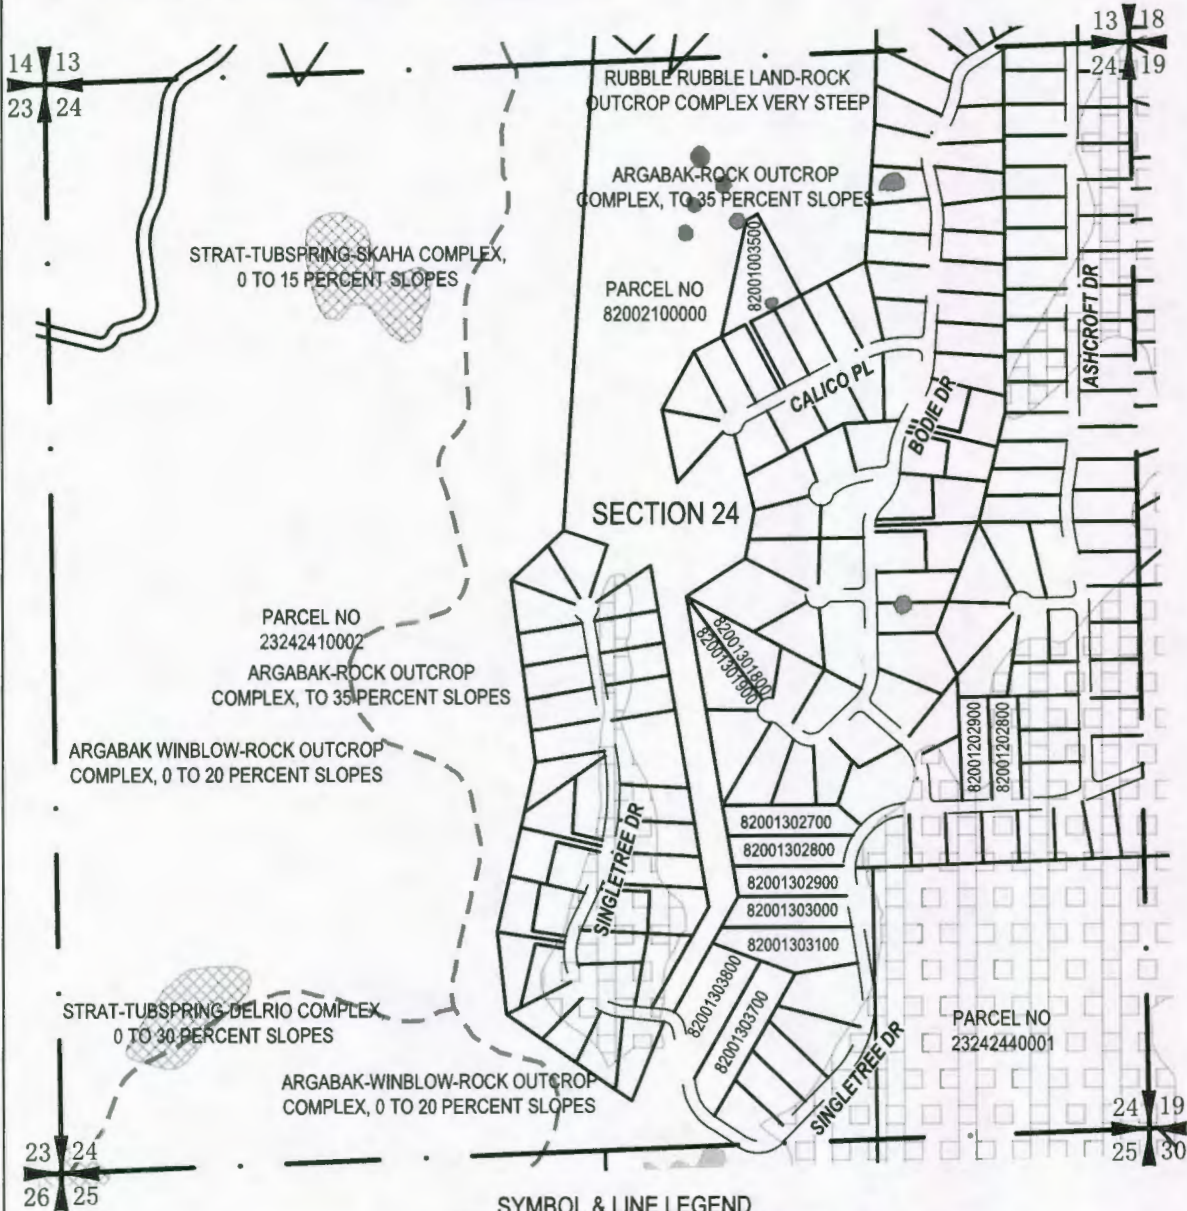 13 18
24 19
14 13
23 24
RUBBLE RUBBLE LAND-ROCK
OUTCROP COMPLEX VERY STEEP
ARGABAK-ROCK OUTCROP
COMPLEX, TO 35 PERCENT SLOPES
STRAT-TUBSPRING-SKAHA COMPLEX,
0 TO 15 PERCENT SLOPES
PARCEL NO
82002100000
82001003500
ASHCROFT DR
CALICO PL
BODIE DR
SECTION 24
PARCEL NO
23242410002
ARGABAK-ROCK OUTCROP
COMPLEX, TO 35 PERCENT SLOPES
82001301800
82001301900
ARGABAK WINBLOW-ROCK OUTCROP
COMPLEX, 0 TO 20 PERCENT SLOPES
82001202900
82001202800
82001302700
82001302800
82001302900
82001303000
82001303100
SINGLETREE DR
82001303800
82001303700
STRAT-TUBSPRING-DELRIO COMPLEX,
0 TO 30 PERCENT SLOPES
PARCEL NO
23242440001
SINGLETREE DR
ARGABAK-WINBLOW-ROCK OUTCROP
COMPLEX, 0 TO 20 PERCENT SLOPES
24 19
25 30
23 24
26 25
SYMBOL & LINE LEGEND